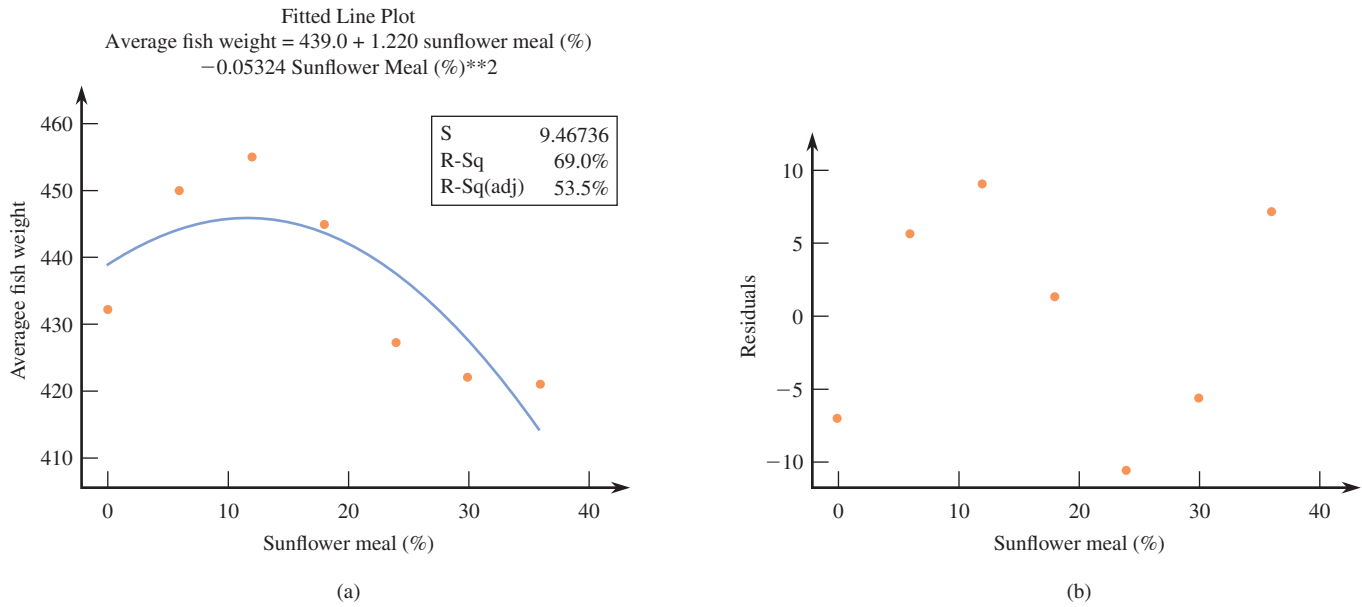 Fitted Line Plot
Average fish weight = 439.0 + 1.220 sunflower meal (%)
−0.05324 Sunflower Meal (%)**2
S 9.46736
R-Sq 69.0%
R-Sq(adj) 53.5%
Averagee fish weight
460
450
440
430
420
410
0 10 20 30 40
Sunflower meal (%)
(a)
Residuals
10
5
0
−5
−10
0 10 20 30 40
Sunflower meal (%)
(b)